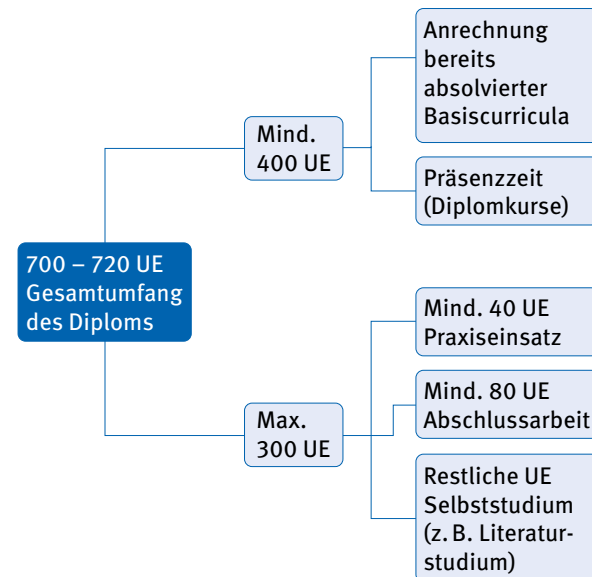 700 – 720 UE
Gesamtumfang
des Diploms
Mind.
400 UE
Anrechnung
bereits
absolvierter
Basiscurricula
Präsenzzeit
(Diplomkurse)
Max.
300 UE
Mind. 40 UE
Praxiseinsatz
Mind. 80 UE
Abschlussarbeit
Restliche UE
Selbststudium
(z. B. Literatur-
studium)